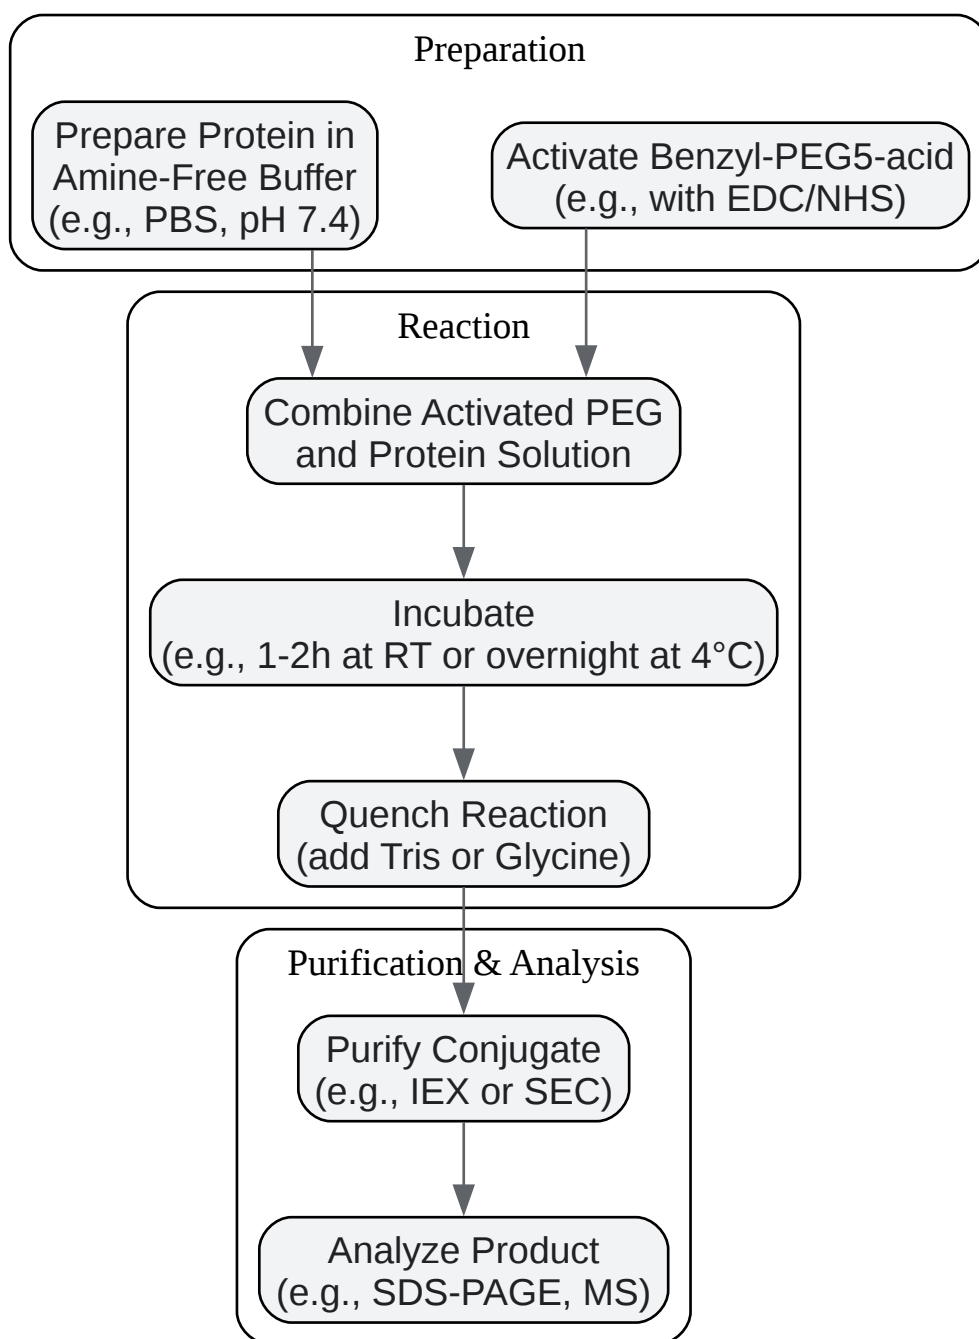 Preparation
Prepare Protein in
Amine-Free Buffer
(e.g., PBS, pH 7.4)
Activate Benzyl-PEG5-acid
(e.g., with EDC/NHS)
Reaction
Combine Activated PEG
and Protein Solution
Incubate
(e.g., 1-2h at RT or overnight at 4°C)
Quench Reaction
(add Tris or Glycine)
Purification & Analysis
Purify Conjugate
(e.g., IEX or SEC)
Analyze Product
(e.g., SDS-PAGE, MS)